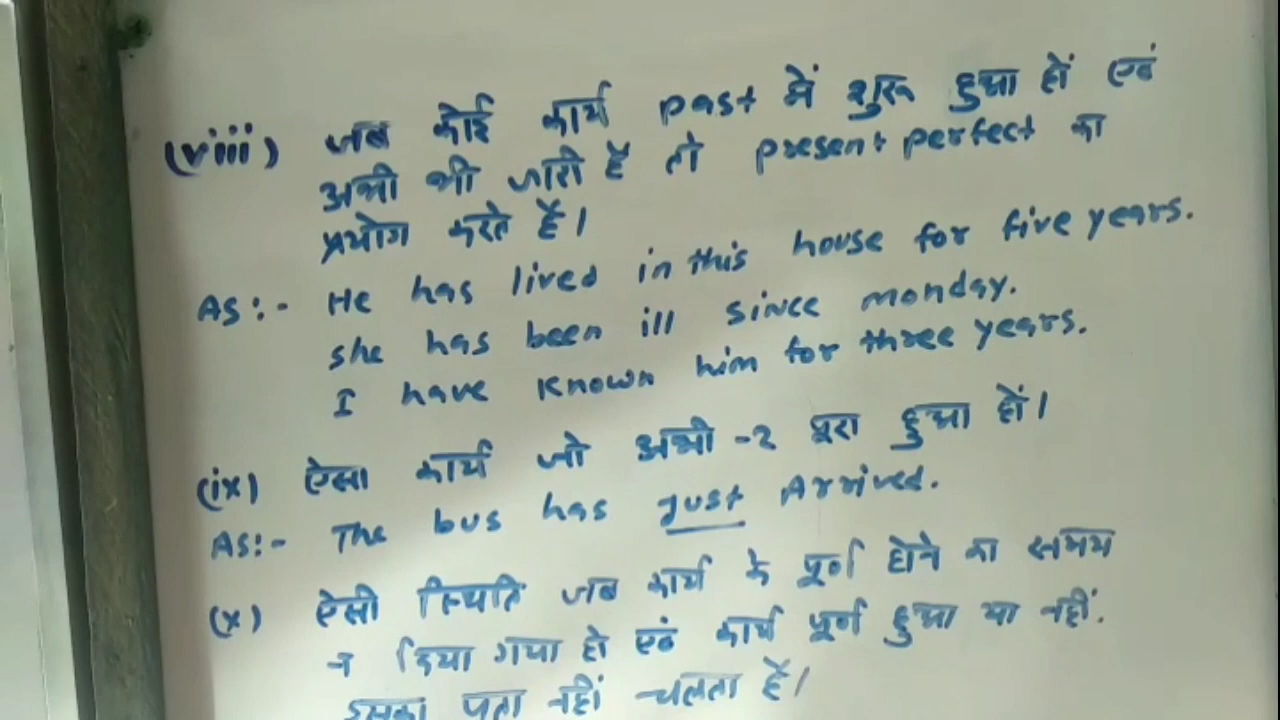 (viii) जब कोई कार्य past में शुरू हुआ हों एवं
अभी भी जारी है तो present perfect का
प्रयोग करते हैं।
As:- He has lived in this house for five years.
she has been ill since monday.
I have known him for three years.
(ix) ऐसा कार्य जो अभी -2 पूरा हुआ हों।
As:- The bus has just Arrived.
(x) ऐसी स्थिति जब कार्य के पूर्ण होने का समय
न दिया गया हो एवं कार्य पूर्ण हुआ या नहीं.
इसका पता नहीं चलता है।